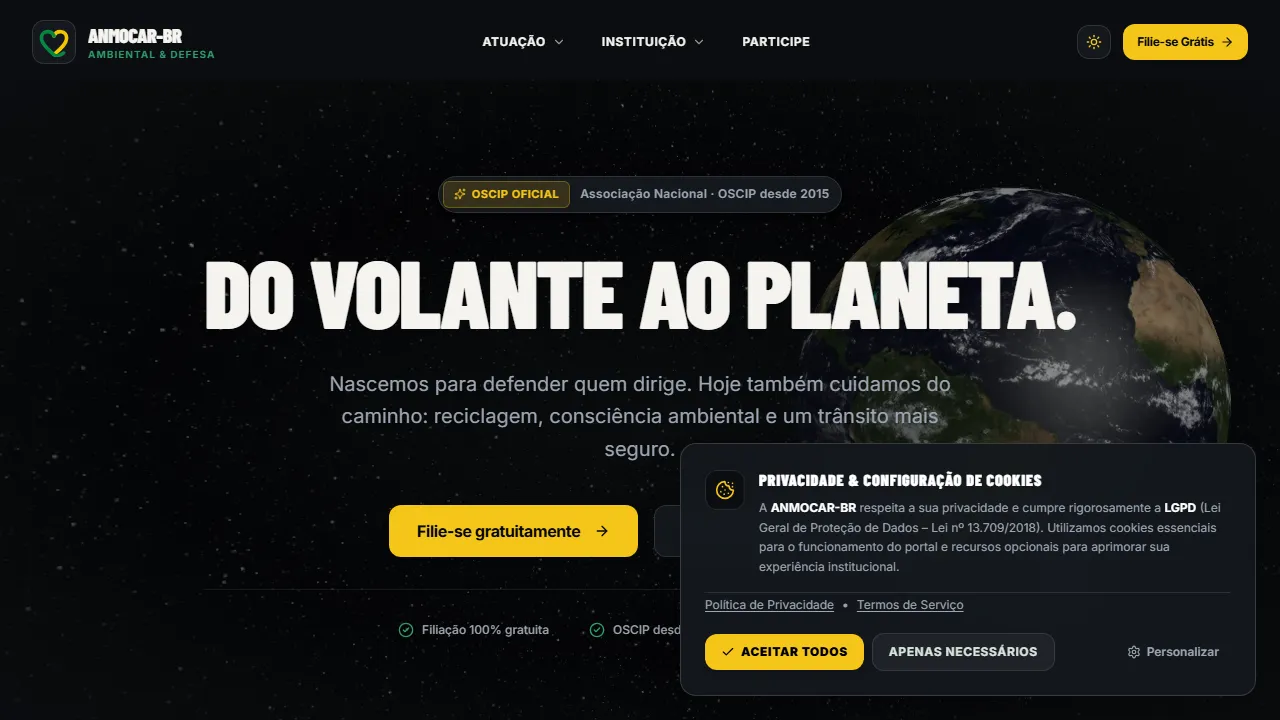 ANMOCAR-BR
AMBIENTAL & DEFESA
ATUAÇÃO
INSTITUIÇÃO
PARTICIPE
Filie-se Grátis
OSCIP OFICIAL
Associação Nacional · OSCIP desde 2015
DO VOLANTE AO PLANETA.
Nascemos para defender quem dirige. Hoje também cuidamos do
caminho: reciclagem, consciência ambiental e um trânsito mais
seguro.
Filie-se gratuitamente
Filiação 100% gratuita
OSCIP desd
PRIVACIDADE & CONFIGURAÇÃO DE COOKIES
A ANMOCAR-BR respeita a sua privacidade e cumpre rigorosamente a LGPD (Lei
Geral de Proteção de Dados – Lei nº 13.709/2018). Utilizamos cookies essenciais
para o funcionamento do portal e recursos opcionais para aprimorar sua
experiência institucional.
Política de Privacidade • Termos de Serviço
ACEITAR TODOS
APENAS NECESSÁRIOS
Personalizar